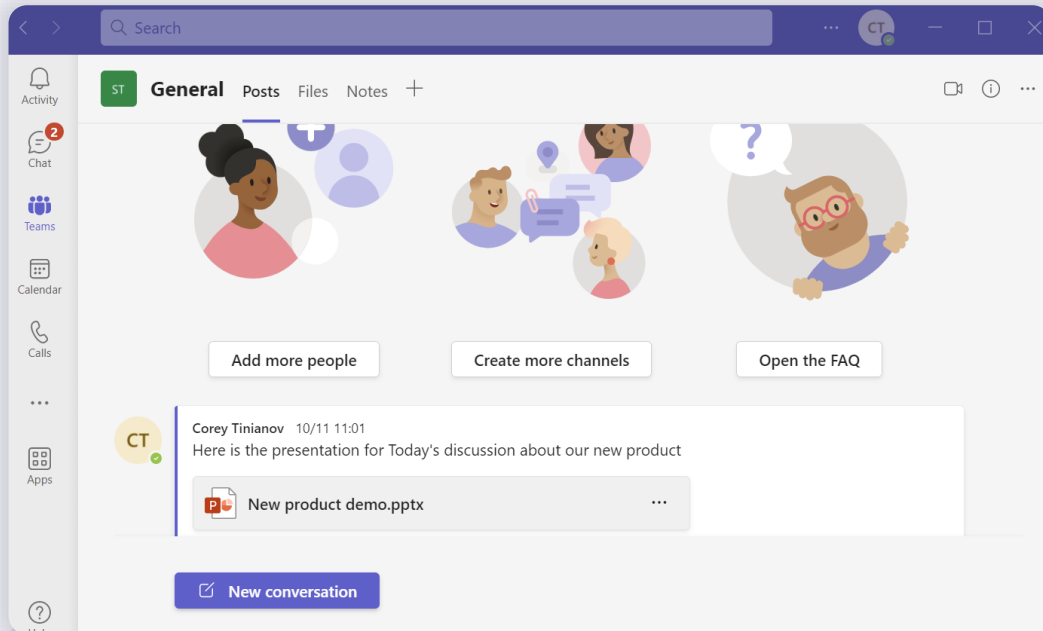 Search
CT
ST
General Posts Files Notes
Activity
2
Chat
Teams
Calendar
Calls
Apps
?
Add more people
Create more channels
Open the FAQ
CT
Corey Tinianov 10/11 11:01
Here is the presentation for Today's discussion about our new product
P
New product demo.pptx
New conversation